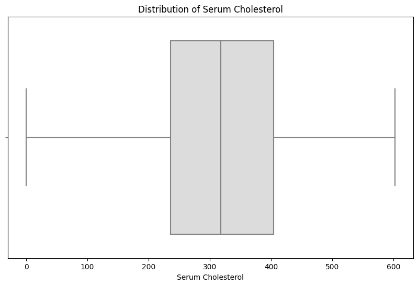 Distribution of Serum Cholesterol
0 100 200 300 400 500 600
Serum Cholesterol